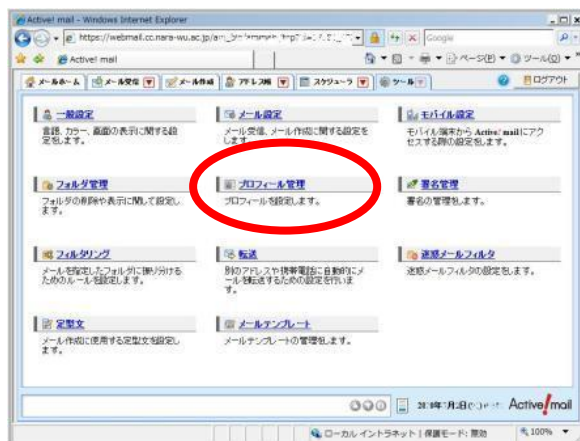 Active! mail - Windows Internet Explorer
https://webmail.cc.nara-wu.ac.jp/
Google
Active! mail
ページ(P) ツール(O)
メールホーム メール受信 メール作成 アドレス帳 スケジューラ ツール ログアウト
一般設定
言語、カラー、画面の表示に関する設定をします。
メール設定
メール受信、メール作成に関する設定をします。
モバイル設定
モバイル端末から Active! mail にアクセスする際の設定をします。
フォルダ管理
フォルダの削除や表示に関して設定します。
プロフィール管理
プロフィールを設定します。
署名管理
署名の管理をします。
フィルタリング
メールを指定したフォルダに振り分けるためのルールを設定します。
転送
別のアドレスや携帯電話に自動的にメールを転送するための設定を行います。
迷惑メールフィルタ
迷惑メールフィルタの設定をします。
定型文
メール作成に使用する定型文を設定します。
メールテンプレート
メールテンプレートの管理をします。
Active! mail
ローカル イントラネット | 保護モード: 無効
100%